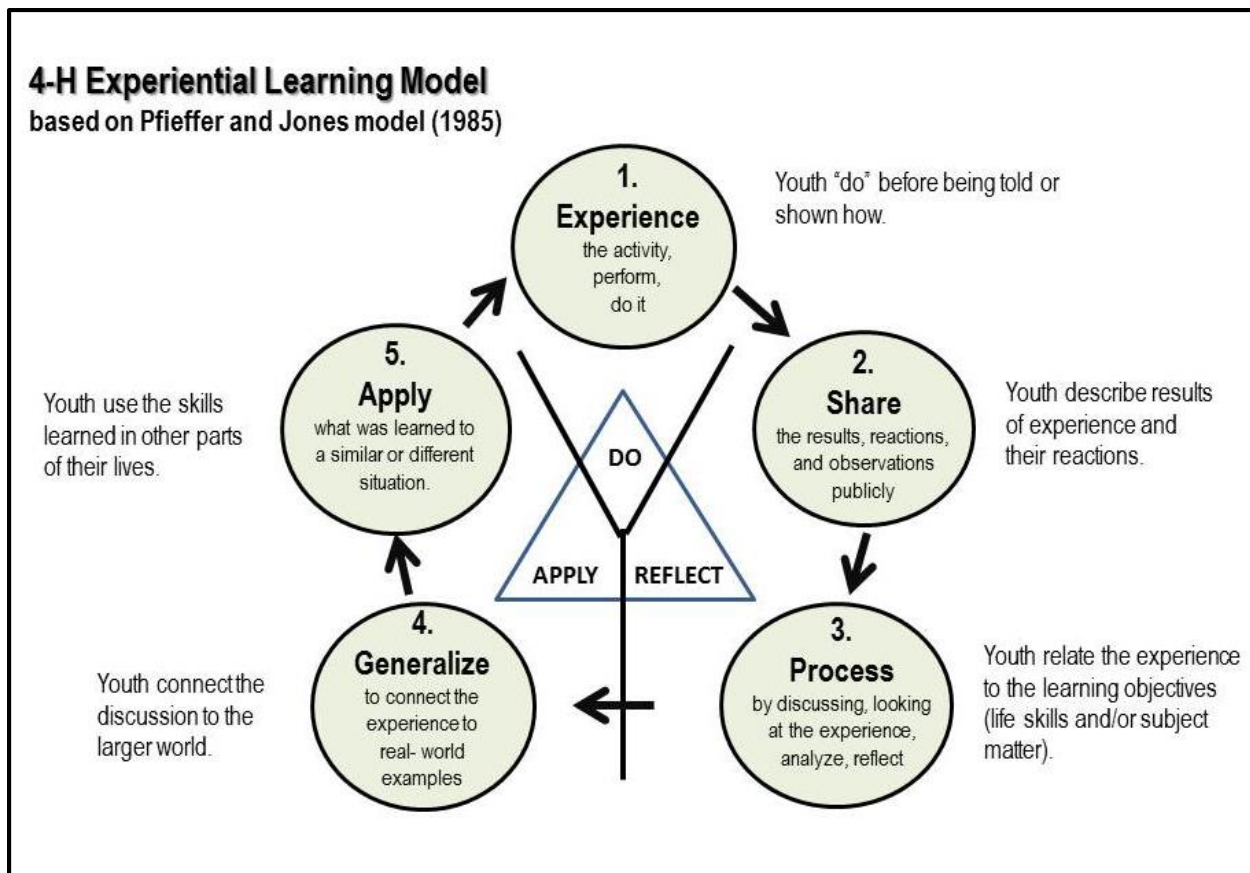 4-H Experiential Learning Model
based on Pfieffer and Jones model (1985)
1.
Experience
the activity,
perform,
do it
Youth “do” before being told or
shown how.
2.
Share
the results, reactions,
and observations
publicly
Youth describe results
of experience and
their reactions.
3.
Process
by discussing, looking
at the experience,
analyze, reflect
Youth relate the experience
to the learning objectives
(life skills and/or subject
matter).
4.
Generalize
to connect the
experience to
real- world
examples
Youth connect the
discussion to the
larger world.
5.
Apply
what was learned to
a similar or different
situation.
Youth use the skills
learned in other parts
of their lives.
DO
APPLY
REFLECT